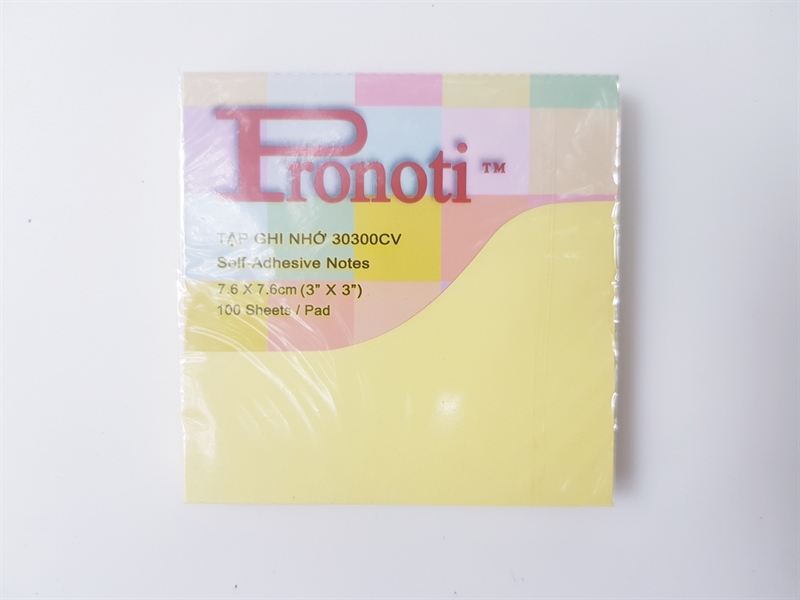 Pronoti™
TẬP GHI NHỚ 30300CV
Self-Adhesive Notes
7.6 X 7.6cm (3” X 3”)
100 Sheets / Pad